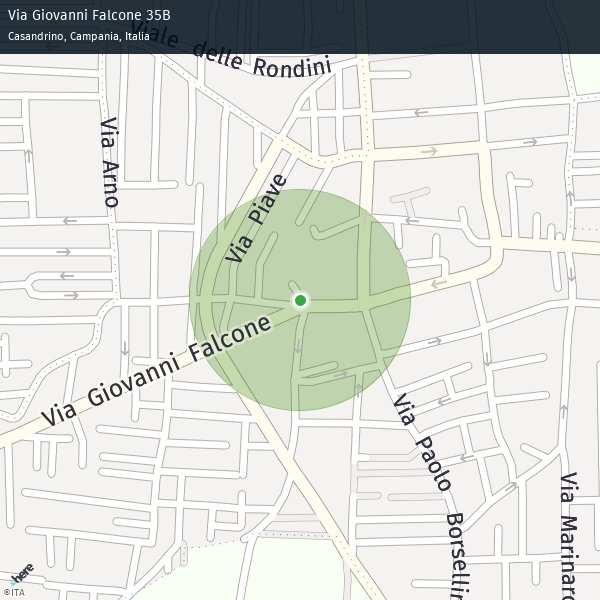 Via Giovanni Falcone 35B
Casandrino, Campania, Italia
Viale delle Rondini
Via Arno
Via Piave
Via Giovanni Falcone
Via Paolo Borsellin
Via Marinaro
here
©ITA